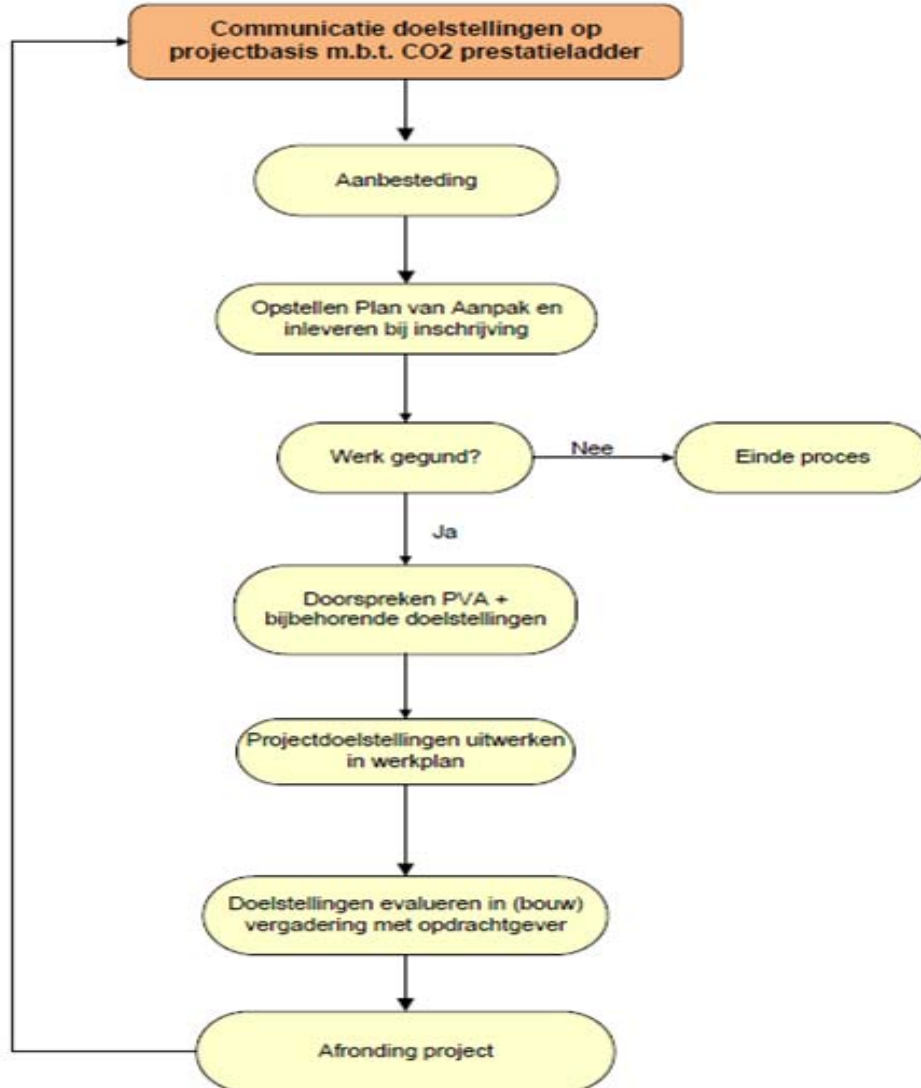 Communicatie doelstellingen op
projectbasis m.b.t. CO2 prestatieladder
Aanbesteding
Opstellen Plan van Aanpak en
inleveren bij inschrijving
Werk gegund?
Nee
Einde proces
Ja
Doorspreken PVA +
bijbehorende doelstellingen
Projectdoelstellingen uitwerken
in werkplan
Doelstellingen evalueren in (bouw)
vergadering met opdrachtgever
Afronding project